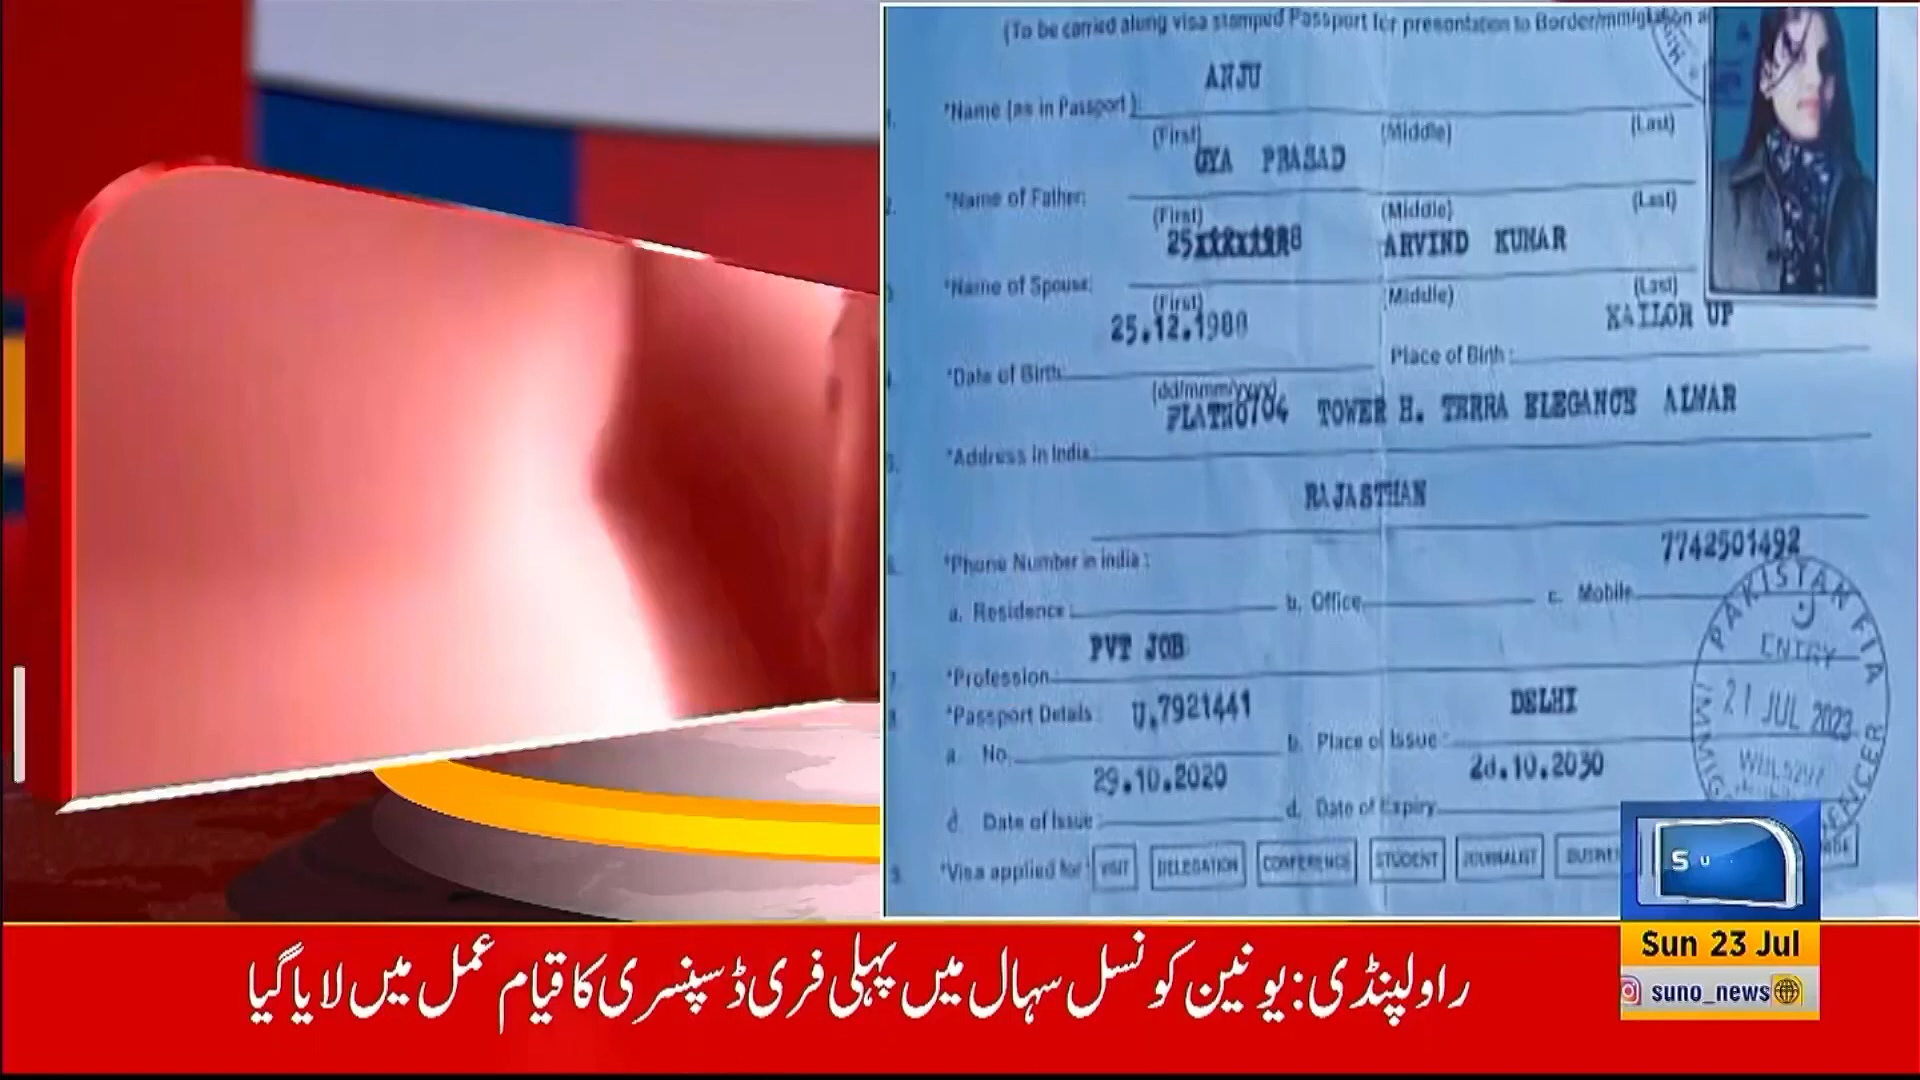 (To be carried along visa stamped Passport for presentation to Border/Immigration
ANJU
*Name (as in Passport):
(First) (Middle) (Last)
GYA PRASAD
*Name of Father:
(First) (Middle) (Last)
ARVIND KUMAR
*Name of Spouse:
(First) (Middle) (Last)
25.12.1988 KAILOR UP
*Date of Birth: Place of Birth :
(dd/mmm/yyyy)
FLATNO704 TOWER H. TERRA ELEGANCE ALWAR
*Address in India:
RAJASTHAN
7742501492
*Phone Number in india :
a. Residence : b. Office c. Mobile
PVT JOB
*Profession
U.7921441 DELHI
*Passport Details :
a. No. b. Place of Issue :
29.10.2020 28.10.2030
d. Date of Issue : d. Date of Expiry
*Visa applied for VISIT DELEGATION CONFERENCE STUDENT JOURNALIST
PAKISTAN FIA
ENTRY
21 JUL 2023
S u
Sun 23 Jul
suno_news
راولپنڈی: یونین کونسل سہال میں پہلی فری ڈسپنسری کا قیام عمل میں لایا گیا